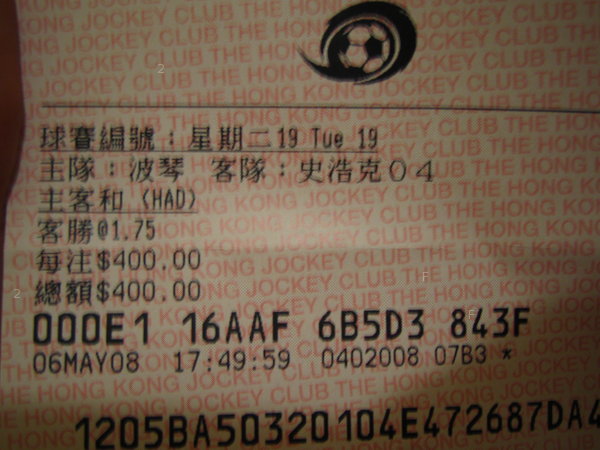 球賽編號：星期二19 Tue 19
主隊：波琴 客隊：史浩克04
主客和 (HAD)
客勝@1.75
每注$400.00
總額$400.00
000E1 16AAF 6B5D3 843F
06MAY08 17:49:59 0402008 07B3 *
1205BA50320104E472687DA4